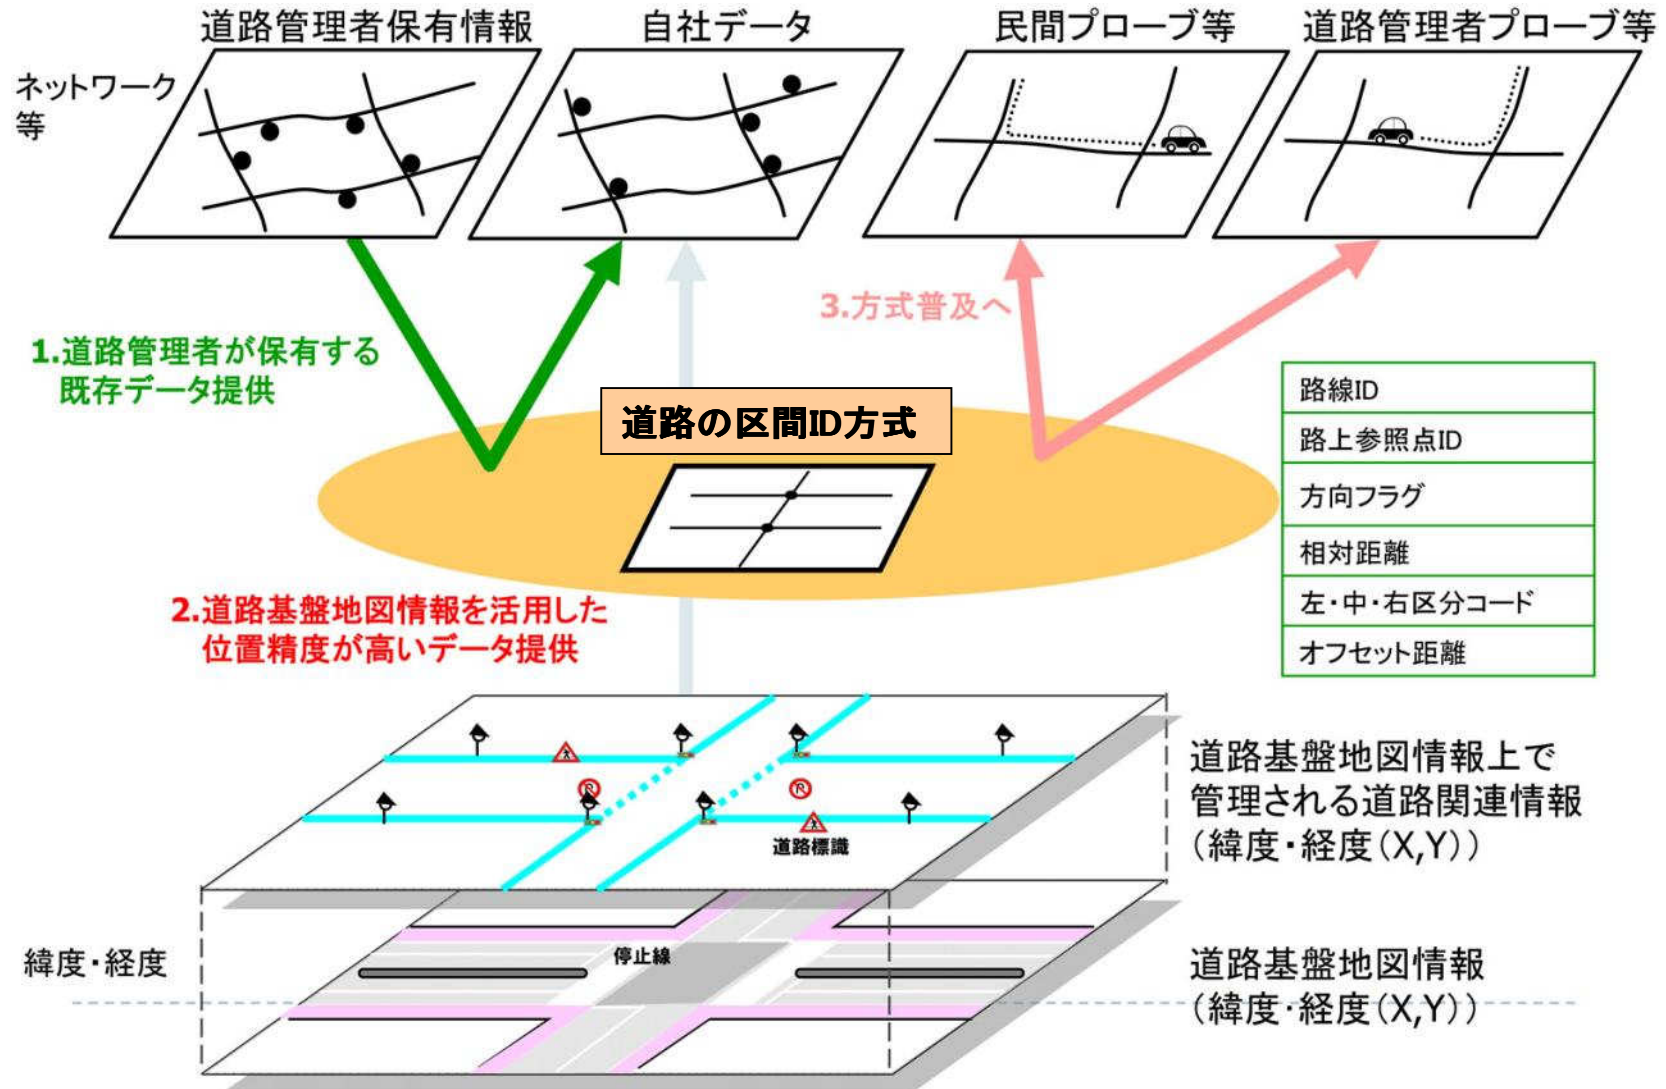 道路管理者保有情報
自社データ
民間プローブ等
道路管理者プローブ等
ネットワーク
等
3.方式普及へ
1.道路管理者が保有する
既存データ提供
道路の区間ID方式
路線ID
路上参照点ID
方向フラグ
相対距離
左・中・右区分コード
オフセット距離
2.道路基盤地図情報を活用した
位置精度が高いデータ提供
道路標識
道路基盤地図情報上で
管理される道路関連情報
(緯度・経度(X,Y))
停止線
緯度・経度
道路基盤地図情報
(緯度・経度(X,Y))